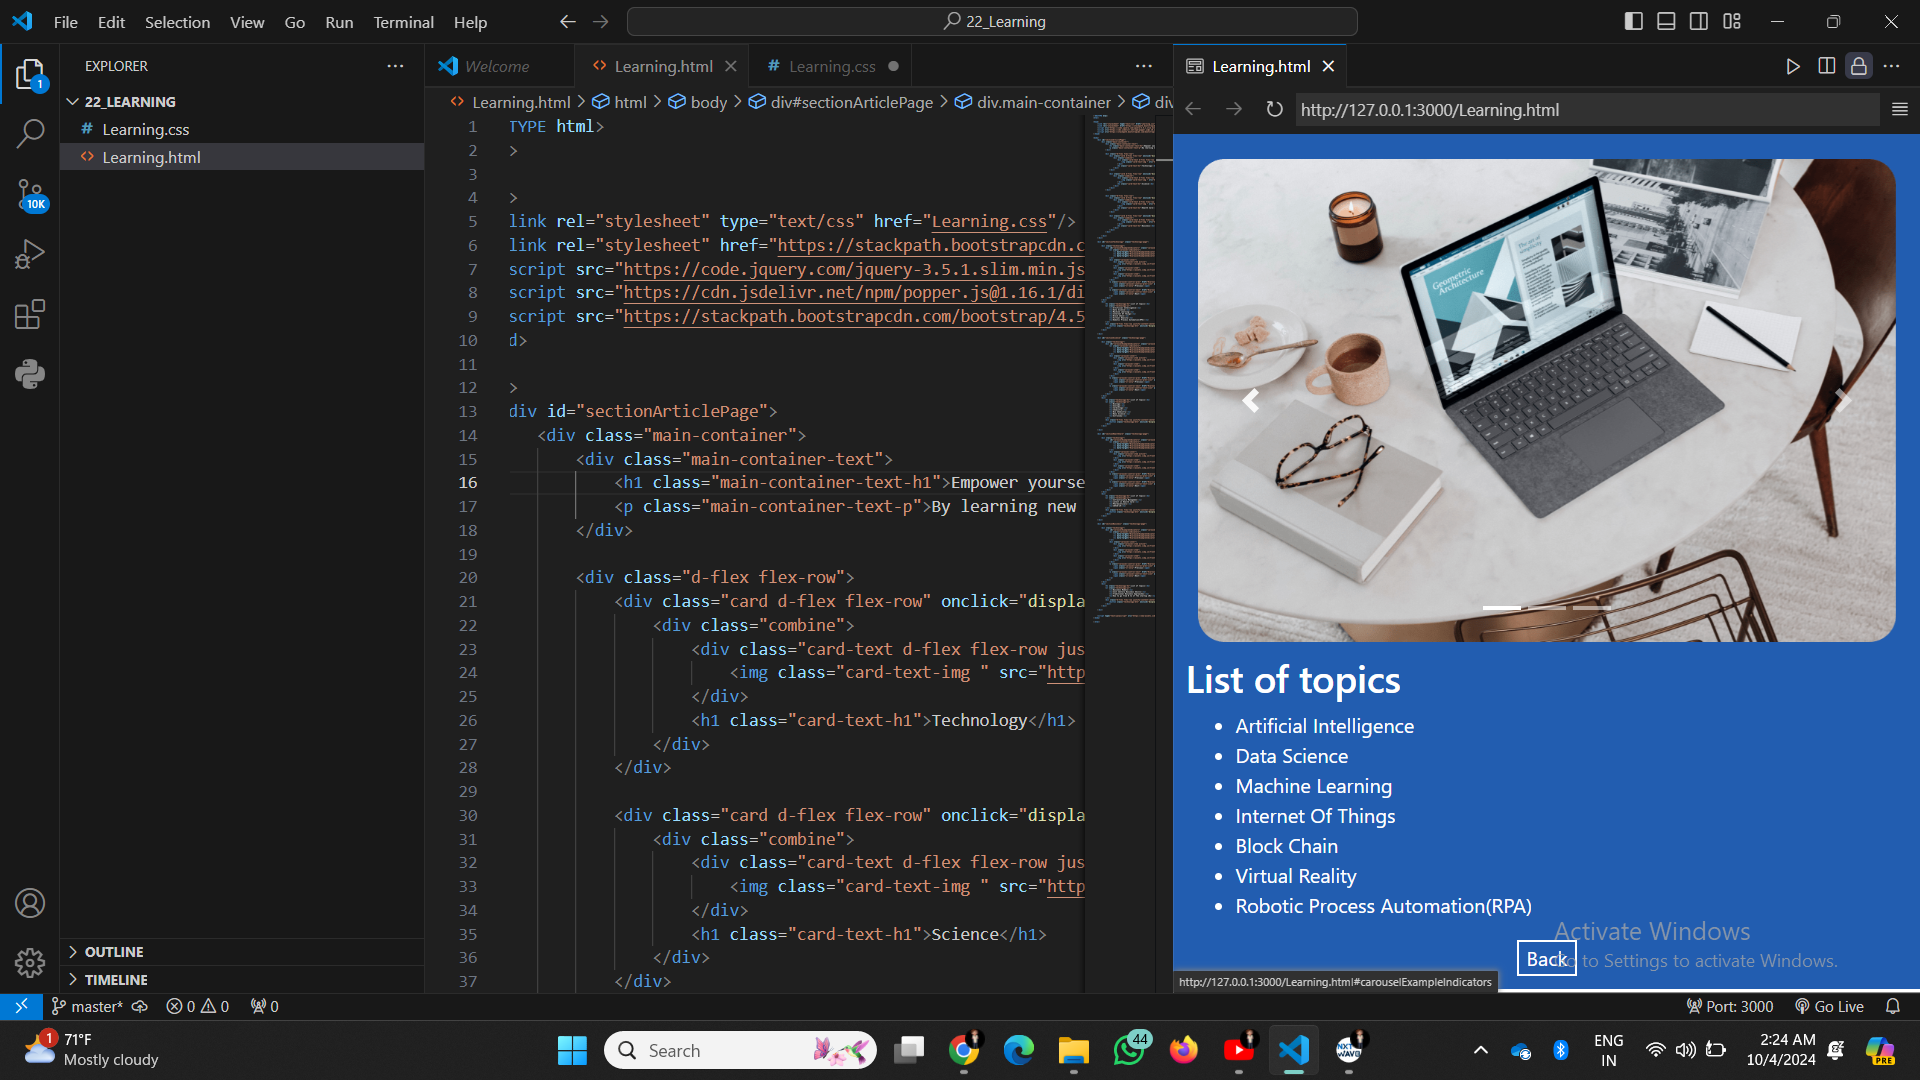 File Edit Selection View Go Run Terminal Help
22_Learning
EXPLORER
22_LEARNING
# Learning.css
<> Learning.html
1
10K
OUTLINE
TIMELINE
Welcome
<> Learning.html
# Learning.css
<> Learning.html > html > body > div#sectionArticlePage > div.main-container > div
1 TYPE html>
2 >
3
4 >
5 link rel="stylesheet" type="text/css" href="Learning.css"/>
6 link rel="stylesheet" href="https://stackpath.bootstrapcdn.c
7 script src="https://code.jquery.com/jquery-3.5.1.slim.min.js
8 script src="https://cdn.jsdelivr.net/npm/popper.js@1.16.1/di
9 script src="https://stackpath.bootstrapcdn.com/bootstrap/4.5
10 d>
11
12 >
13 div id="sectionArticlePage">
14 <div class="main-container">
15 <div class="main-container-text">
16 <h1 class="main-container-text-h1">Empower yourse
17 <p class="main-container-text-p">By learning new
18 </div>
19
20 <div class="d-flex flex-row">
21 <div class="card d-flex flex-row" onclick="displa
22 <div class="combine">
23 <div class="card-text d-flex flex-row jus
24 <img class="card-text-img " src="http
25 </div>
26 <h1 class="card-text-h1">Technology</h1>
27 </div>
28 </div>
29
30 <div class="card d-flex flex-row" onclick="displa
31 <div class="combine">
32 <div class="card-text d-flex flex-row jus
33 <img class="card-text-img " src="http
34 </div>
35 <h1 class="card-text-h1">Science</h1>
36 </div>
37 </div>
Learning.html
http://127.0.0.1:3000/Learning.html
Geometric
Architecture
The art of
simplicity
List of topics
• Artificial Intelligence
• Data Science
• Machine Learning
• Internet Of Things
• Block Chain
• Virtual Reality
• Robotic Process Automation(RPA)
Activate Windows
Go to Settings to activate Windows.
Back
http://127.0.0.1:3000/Learning.html#carouselExampleIndicators
master* 0 0 0
Port: 3000 Go Live
1
71°F
Mostly cloudy
Search
44
NXT
WAVE
ENG
IN
2:24 AM
10/4/2024
PRE